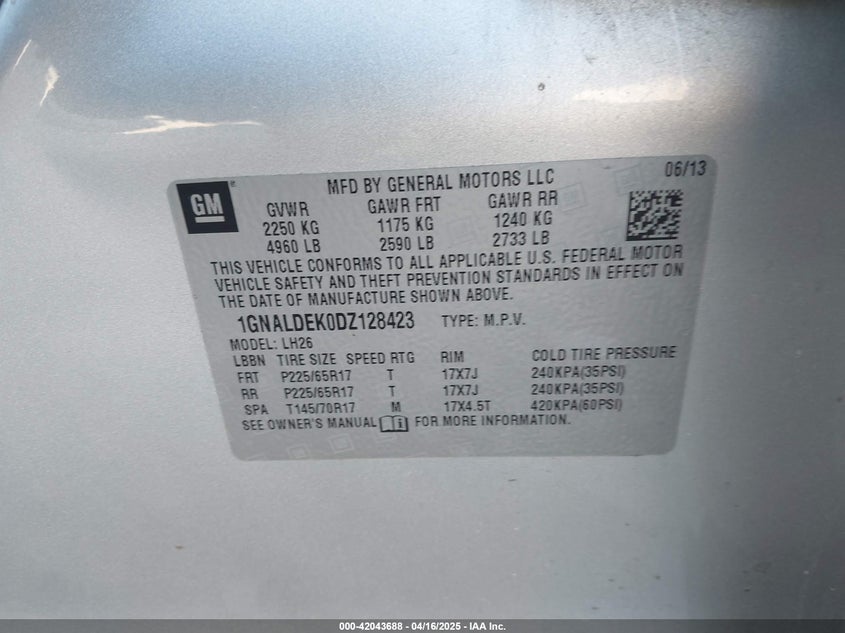 GM
MFD BY GENERAL MOTORS LLC 06/13
GVWR GAWR FRT GAWR RR
2250 KG 1175 KG 1240 KG
4960 LB 2590 LB 2733 LB
THIS VEHICLE CONFORMS TO ALL APPLICABLE U.S. FEDERAL MOTOR
VEHICLE SAFETY AND THEFT PREVENTION STANDARDS IN EFFECT ON
THE DATE OF MANUFACTURE SHOWN ABOVE.
1GNALDEK0DZ128423 TYPE: M.P.V.
MODEL: LH26
LBBN TIRE SIZE SPEED RTG RIM COLD TIRE PRESSURE
FRT P225/65R17 T 17X7J 240KPA(35PSI)
RR P225/65R17 T 17X7J 240KPA(35PSI)
SPA T145/70R17 M 17X4.5T 420KPA(60PSI)
SEE OWNER'S MANUAL FOR MORE INFORMATION.
000-42043688 - 04/16/2025 - IAA Inc.